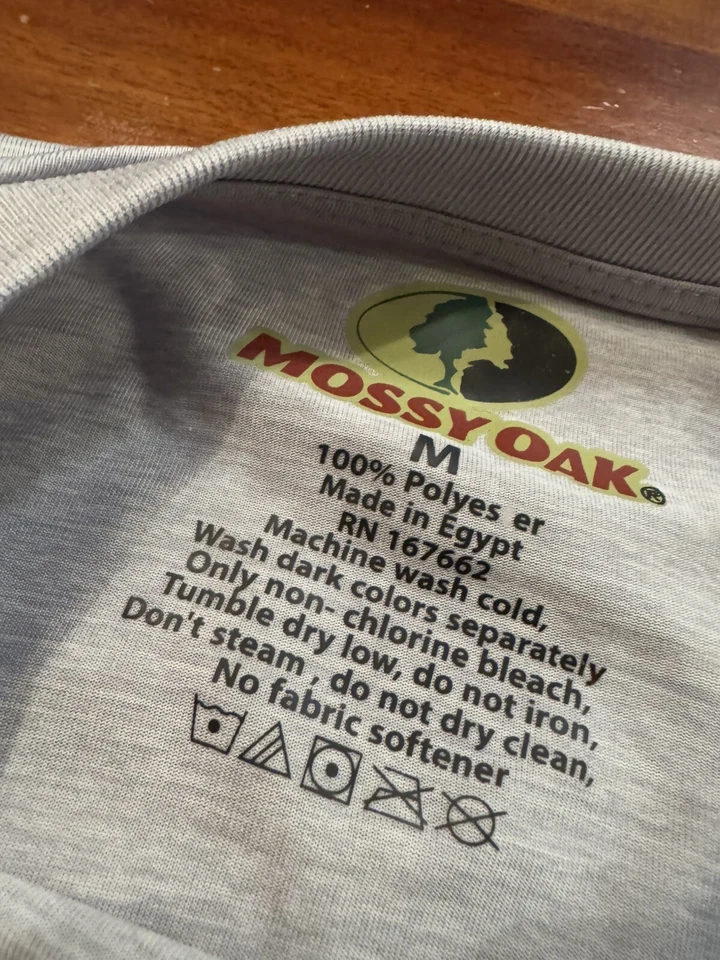 MOSSY OAK®
M
100% Polyes er
Made in Egypt
RN 167662
Machine wash cold,
Wash dark colors separately
Only non- chlorine bleach,
Tumble dry low, do not iron,
Don't steam , do not dry clean,
No fabric softener